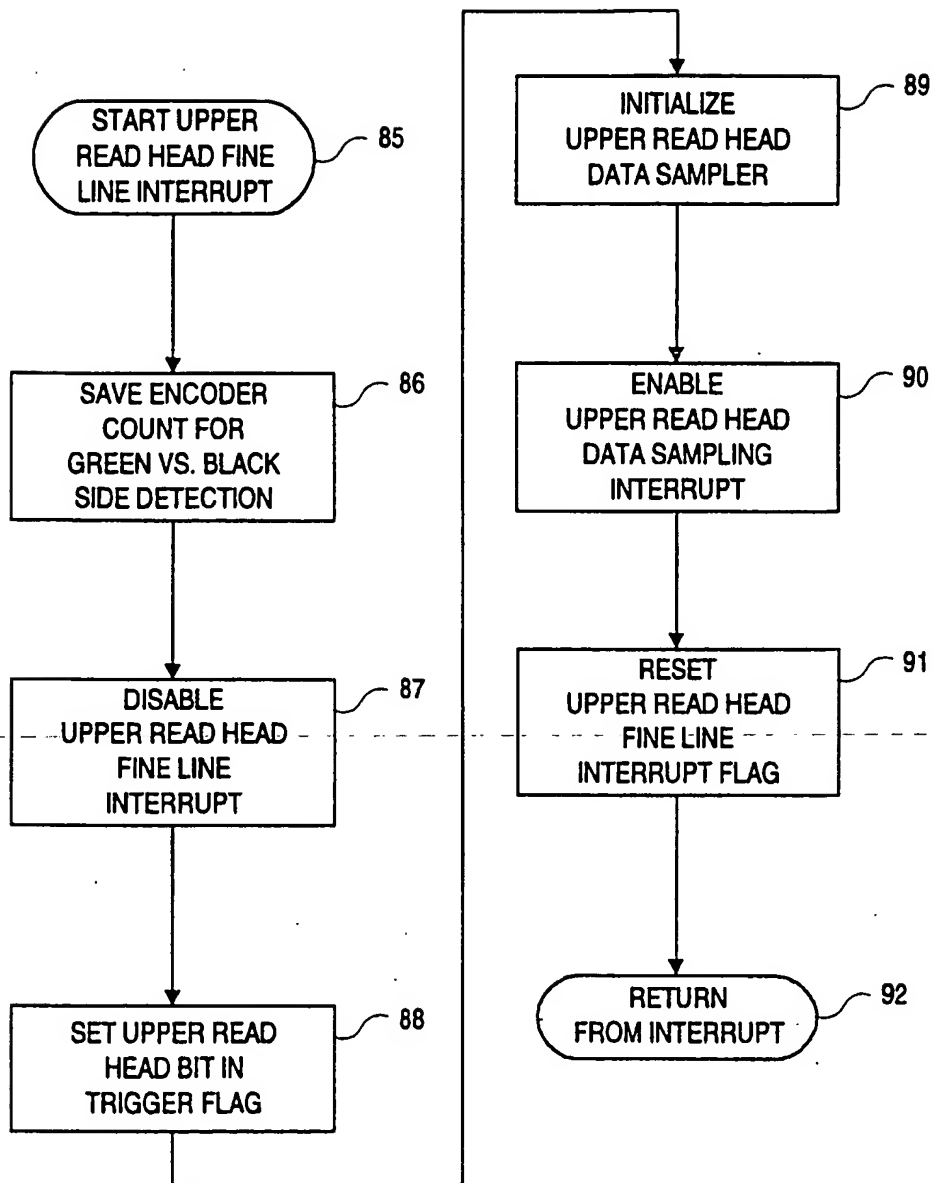 START UPPER
READ HEAD FINE
LINE INTERRUPT
85
SAVE ENCODER
COUNT FOR
GREEN VS. BLACK
SIDE DETECTION
86
DISABLE
UPPER READ HEAD
FINE LINE
INTERRUPT
87
SET UPPER READ
HEAD BIT IN
TRIGGER FLAG
88
INITIALIZE
UPPER READ HEAD
DATA SAMPLER
89
ENABLE
UPPER READ HEAD
DATA SAMPLING
INTERRUPT
90
RESET
UPPER READ HEAD
FINE LINE
INTERRUPT FLAG
91
RETURN
FROM INTERRUPT
92